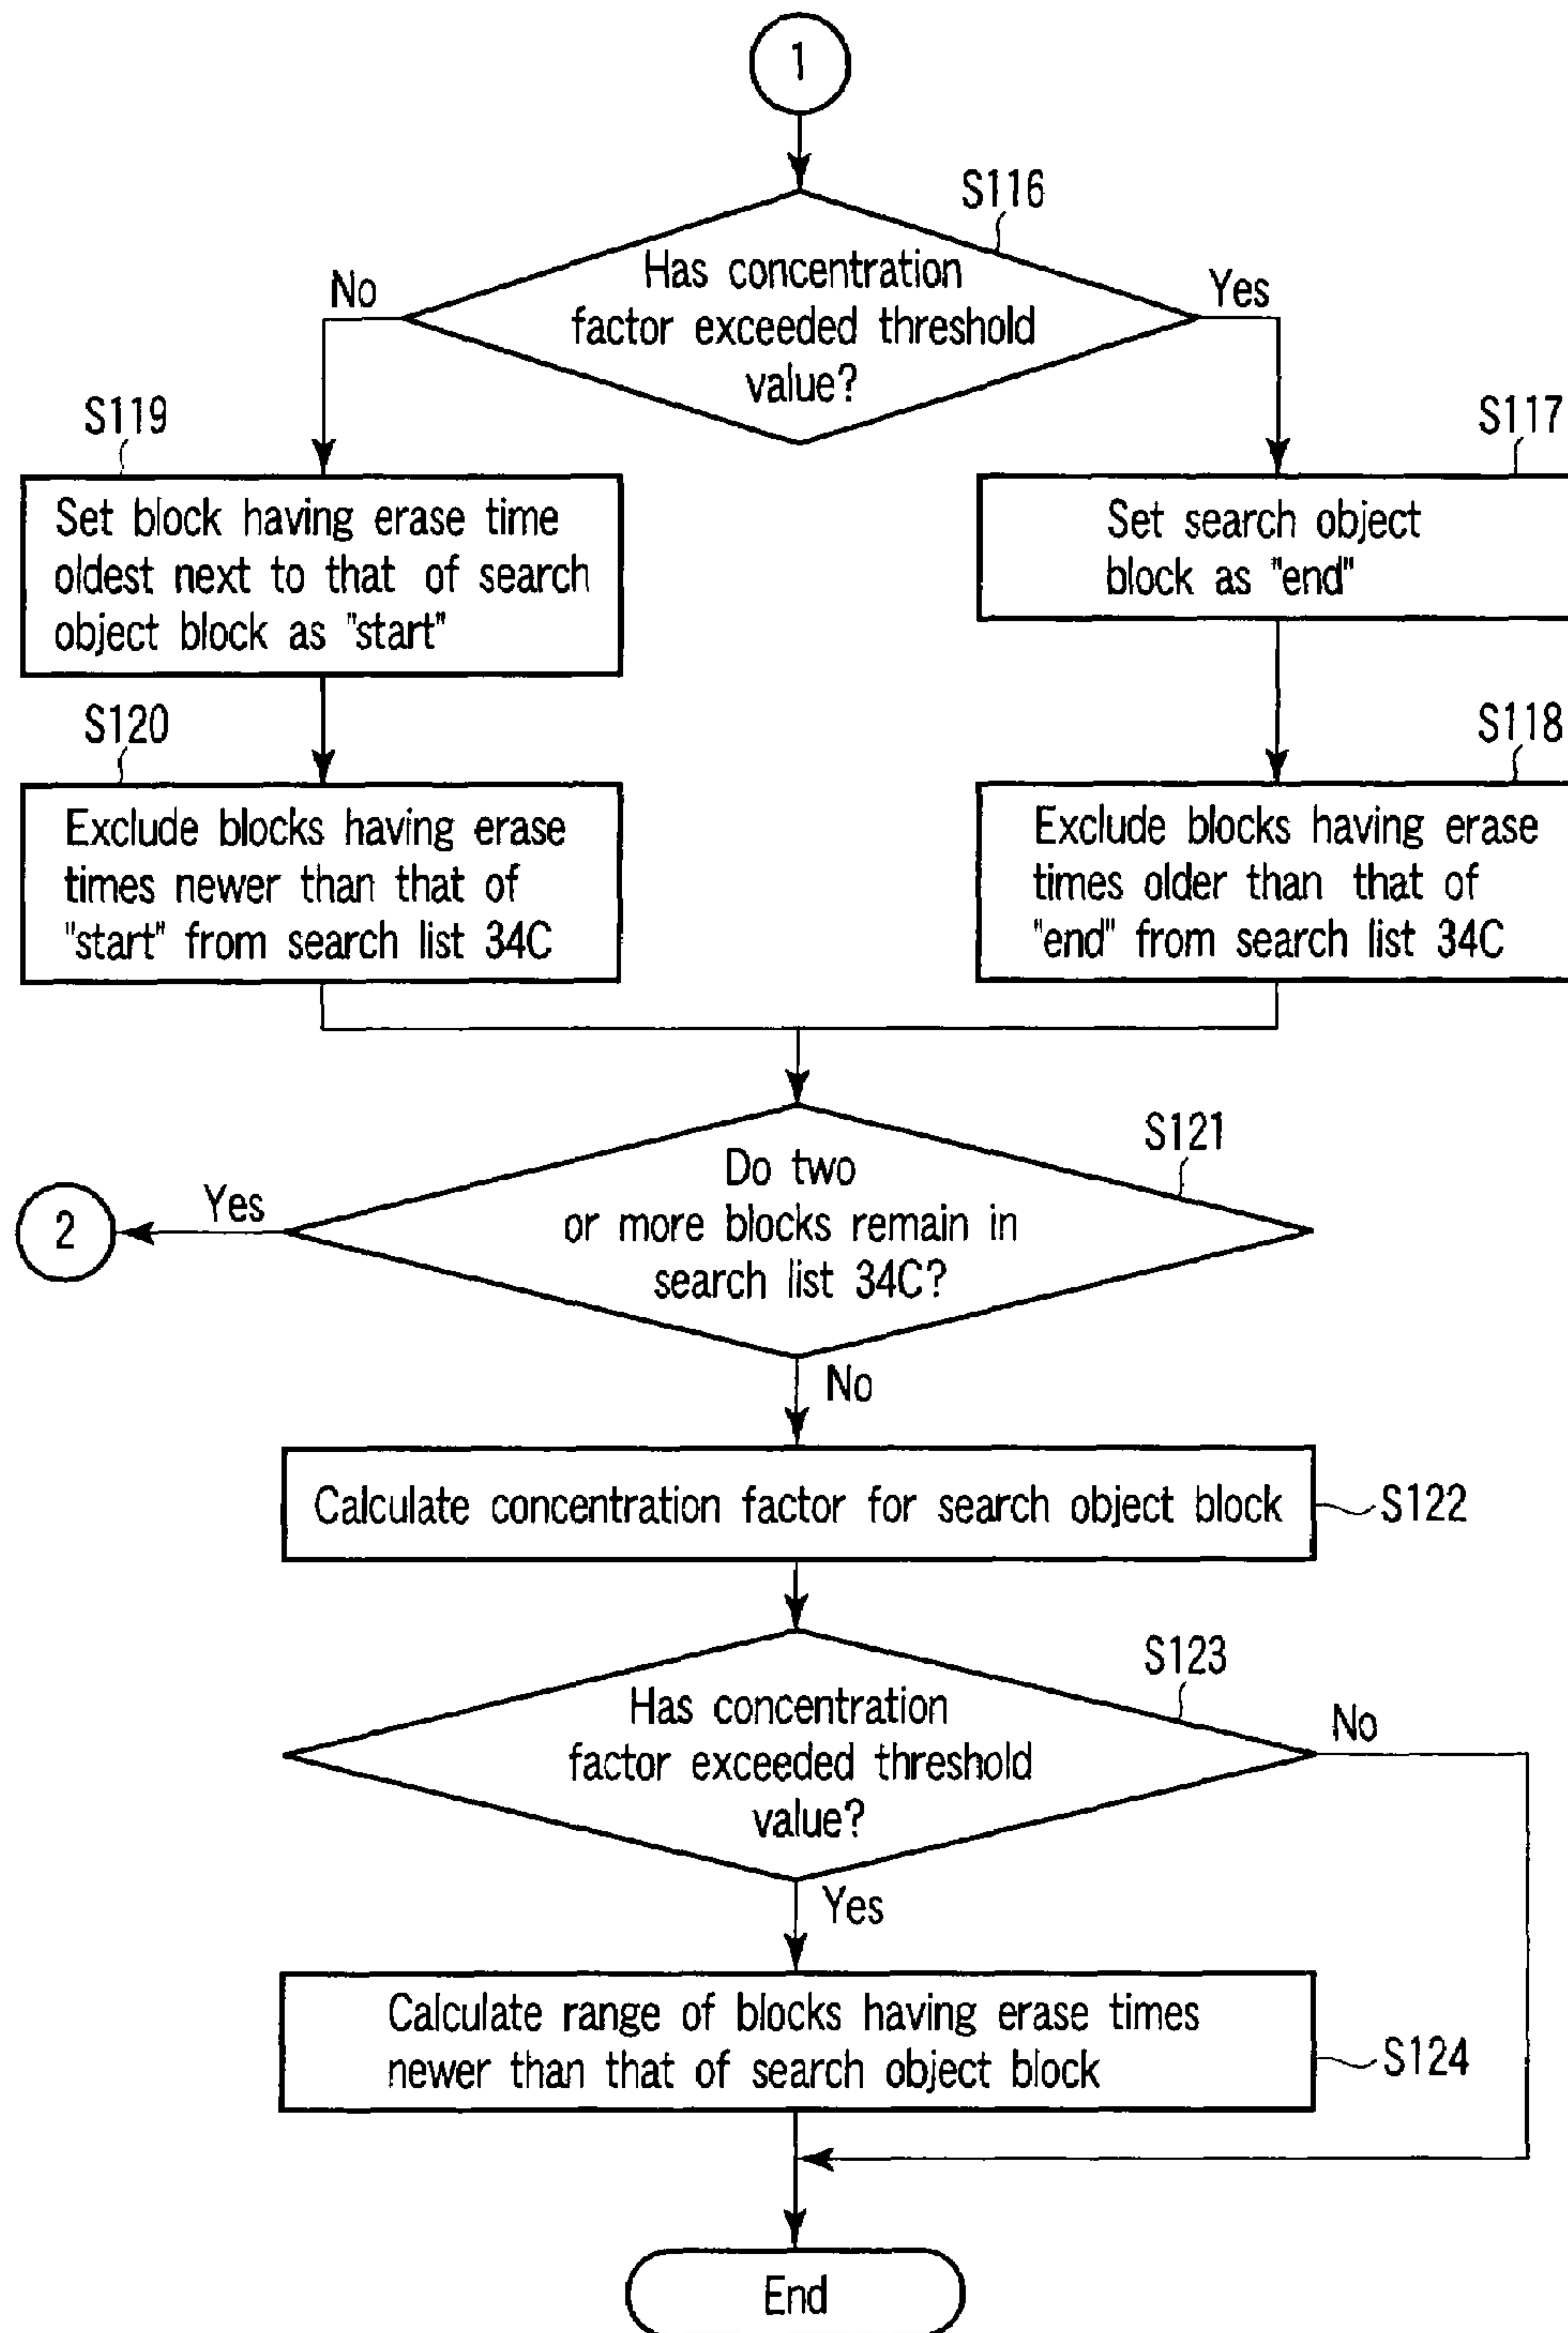 1
S116
Has concentration
factor exceeded threshold
value?
No
Yes
S119
Set block having erase time
oldest next to that of search
object block as "start"
S117
Set search object
block as "end"
S120
Exclude blocks having erase
times newer than that of
"start" from search list 34C
S118
Exclude blocks having erase
times older than that of
"end" from search list 34C
S121
Do two
or more blocks remain in
search list 34C?
Yes
2
No
Calculate concentration factor for search object block
S122
S123
Has concentration
factor exceeded threshold
value?
No
Yes
Calculate range of blocks having erase times
newer than that of search object block
S124
End